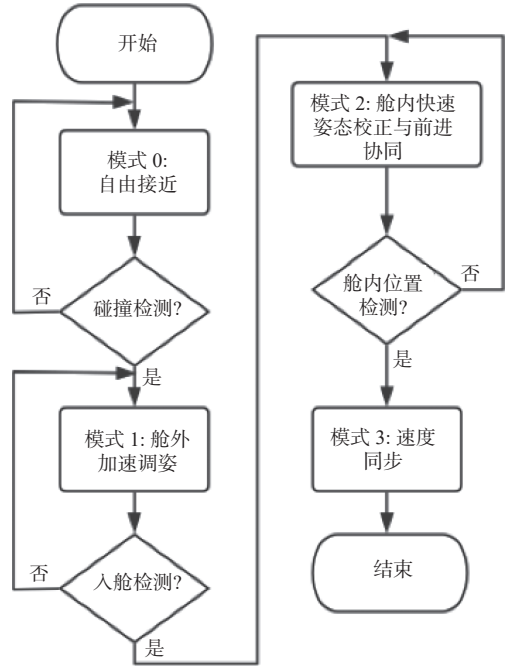 开始
模式 0:
自由接近
碰撞检测?
否
是
模式 1: 舱外
加速调姿
入舱检测?
否
是
模式 2: 舱内快速
姿态校正与前进
协同
舱内位置
检测?
否
是
模式 3: 速度
同步
结束